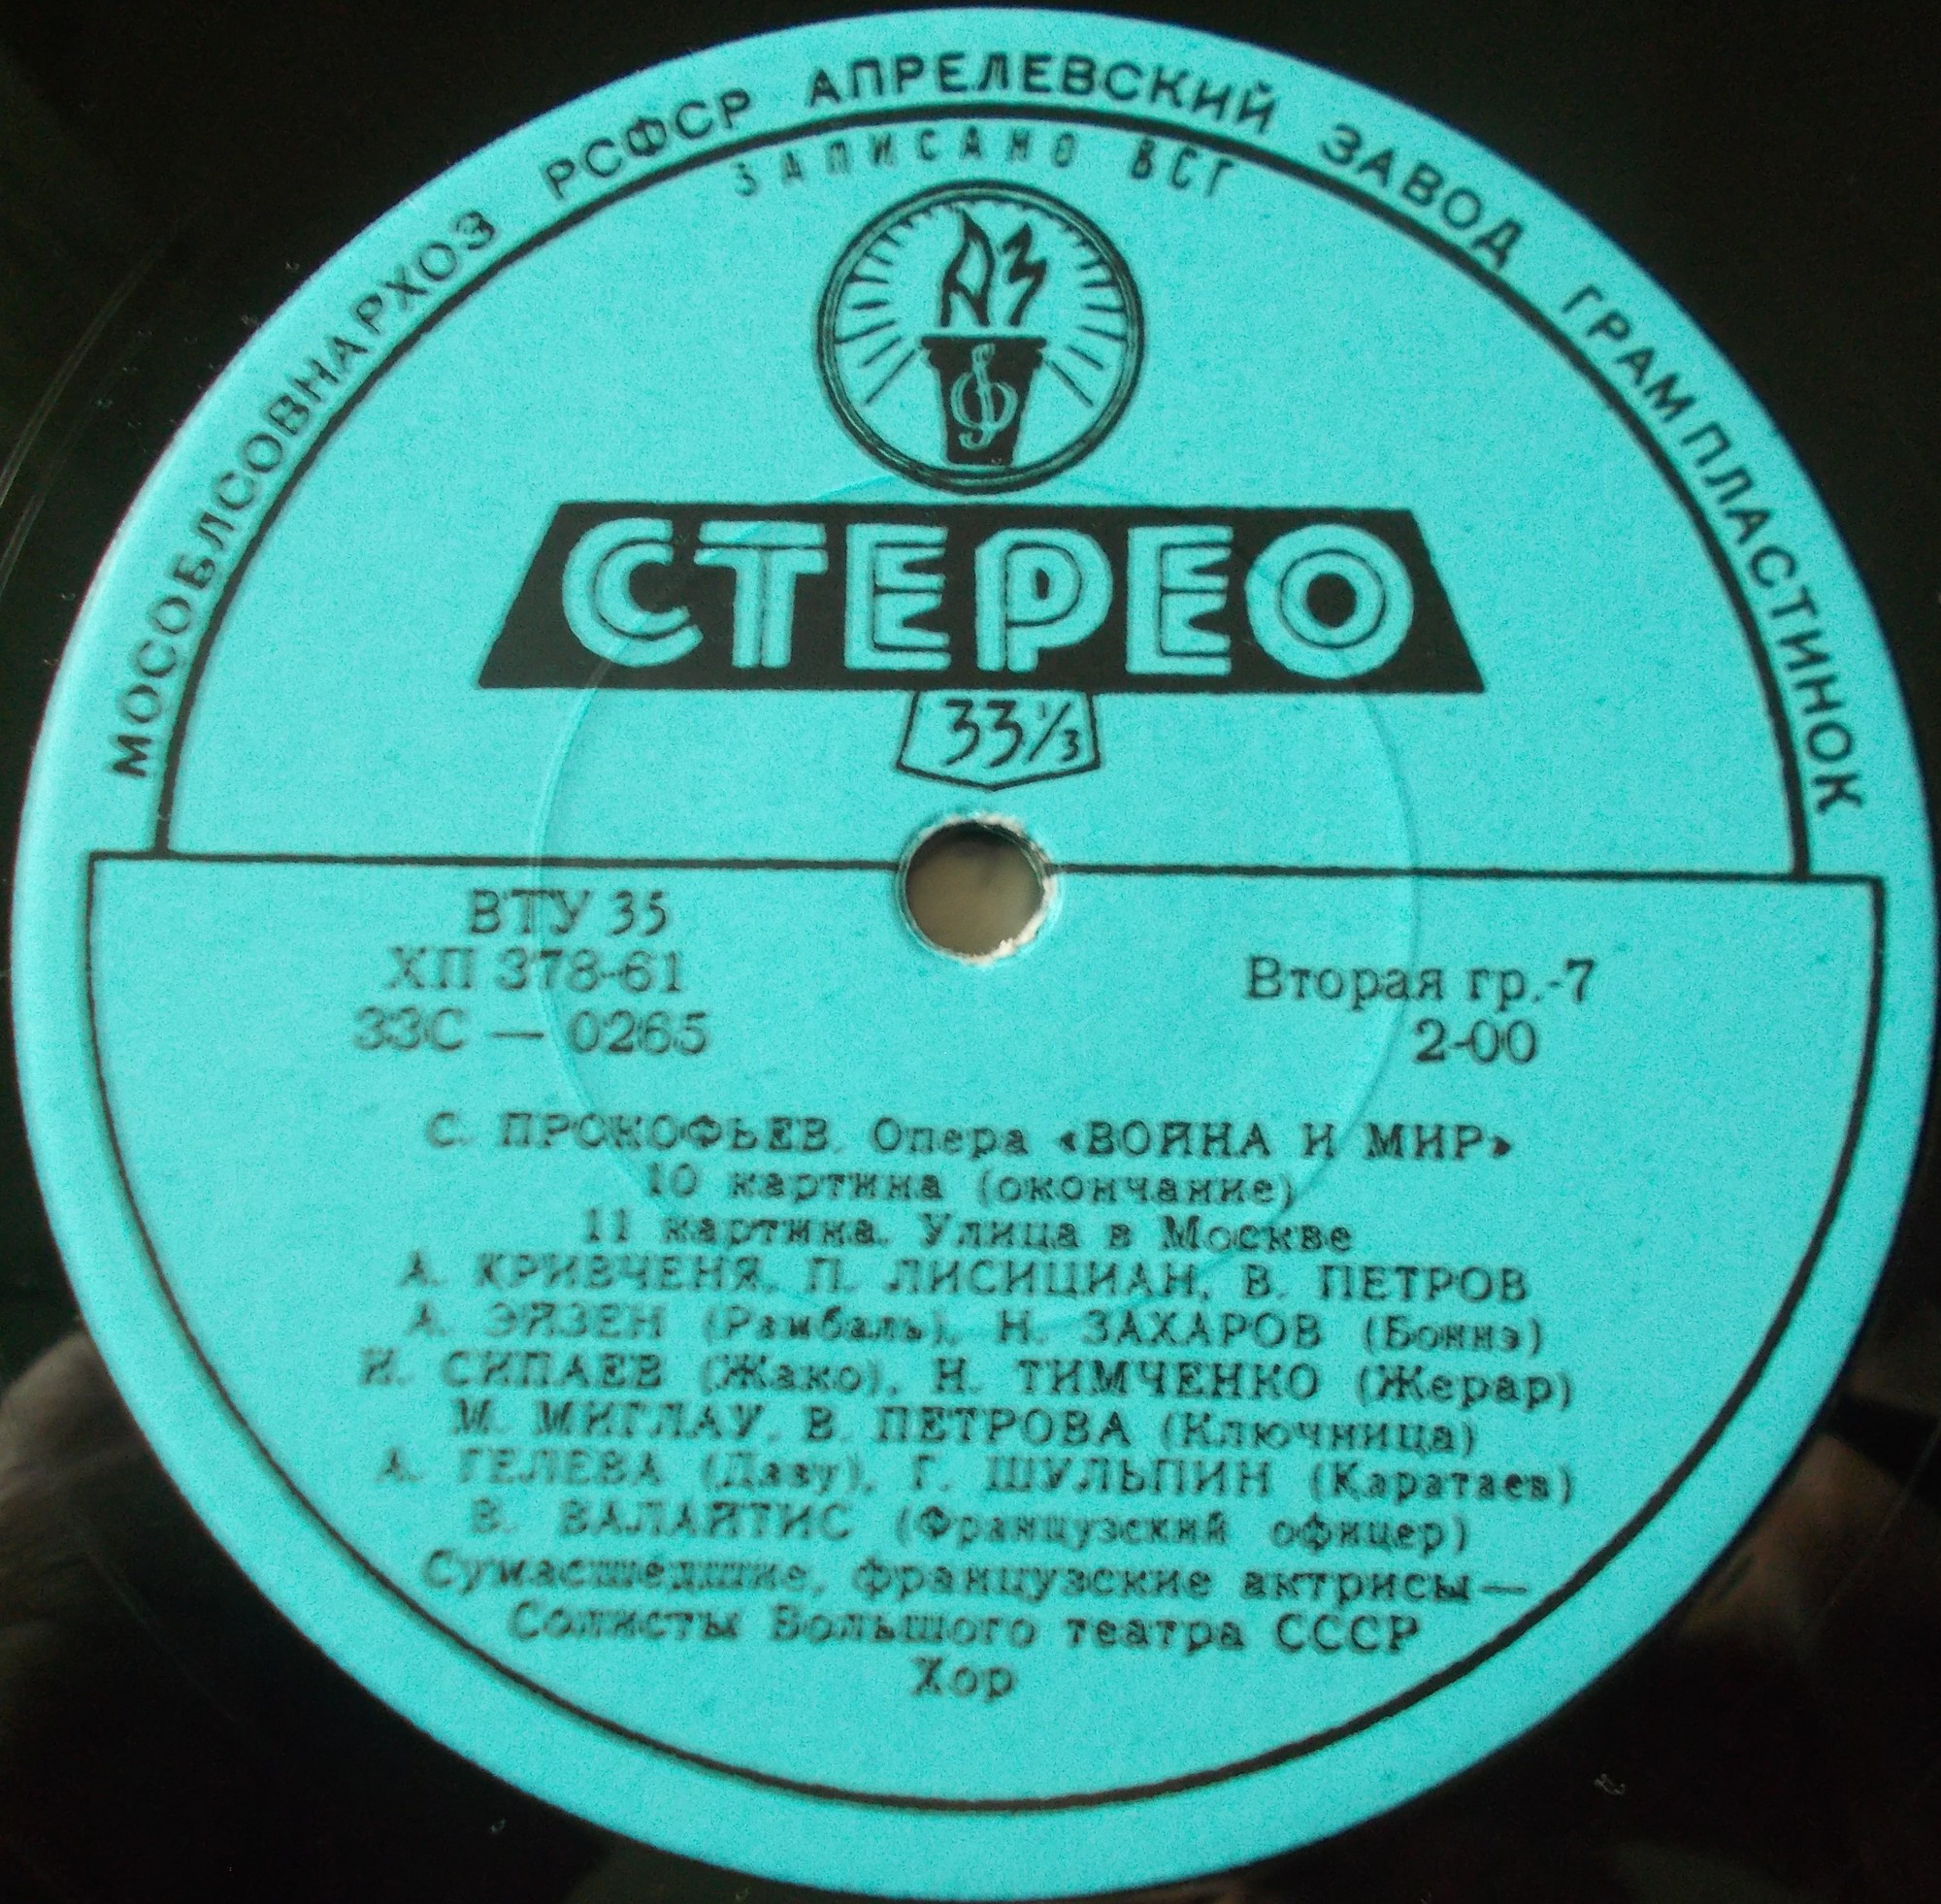 МОСОБЛСОВНАРХОЗ РСФСР АПРЕЛЕВСКИЙ ЗАВОД ГРАМПЛАСТИНОК
ЗАПИСАНО ВСГ
АЗ
СТЕРЕО
33⅓
ВТУ 35
ХП 378-61
33С — 0265
Вторая гр.-7
2-00
С. ПРОКОФЬЕВ. Опера «ВОЙНА И МИР»
10 картина (окончание)
11 картина. Улица в Москве
А. КРИВЧЕНЯ, П. ЛИСИЦИАН, В. ПЕТРОВ
А. ЭЙЗЕН (Рамбаль), Н. ЗАХАРОВ (Боннэ)
И. СИПАЕВ (Жако), Н. ТИМЧЕНКО (Жерар)
М. МИГЛАУ, В. ПЕТРОВА (Ключница)
А. ГЕЛЕВА (Даву), Г. ШУЛЬПИН (Каратаев)
В. ВАЛАЙТИС (Французский офицер)
Сумасшедшие, французские актрисы —
Солисты Большого театра СССР
Хор